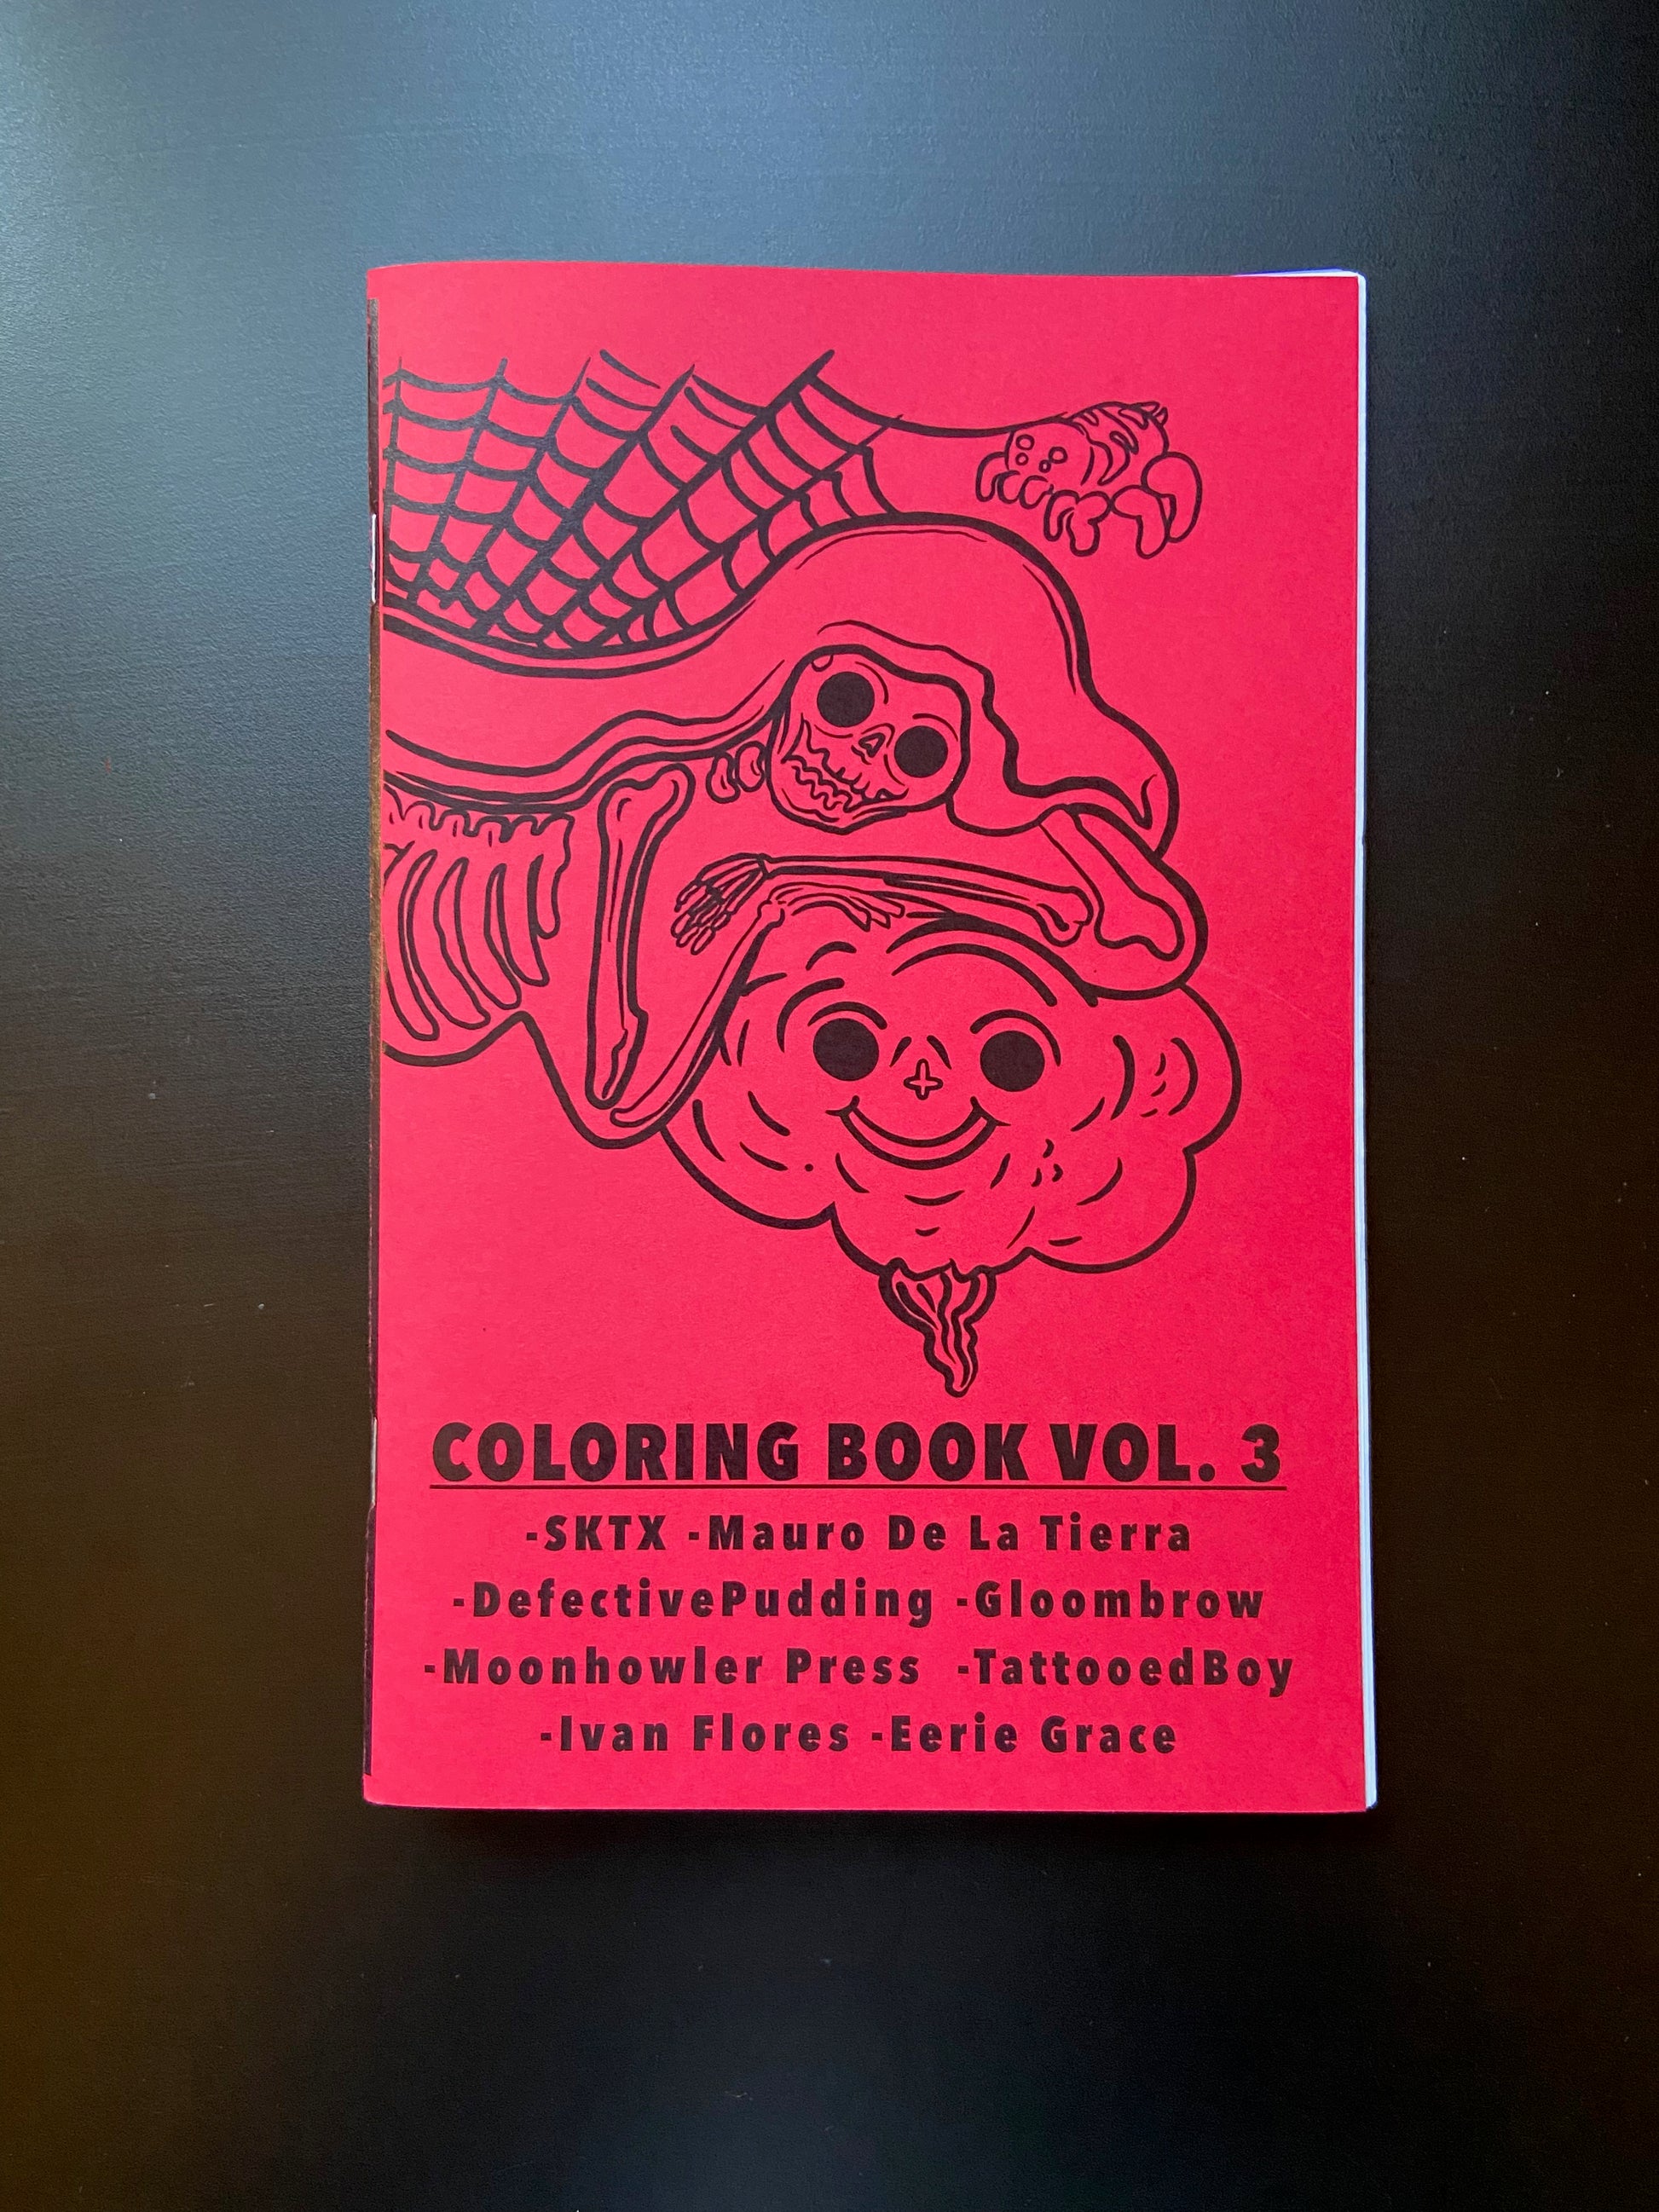 COLORING BOOK VOL. 3
-SKTX -Mauro De La Tierra
-DefectivePudding -Gloombrow
-Moonhowler Press -TattooedBoy
-Ivan Flores -Eerie Grace